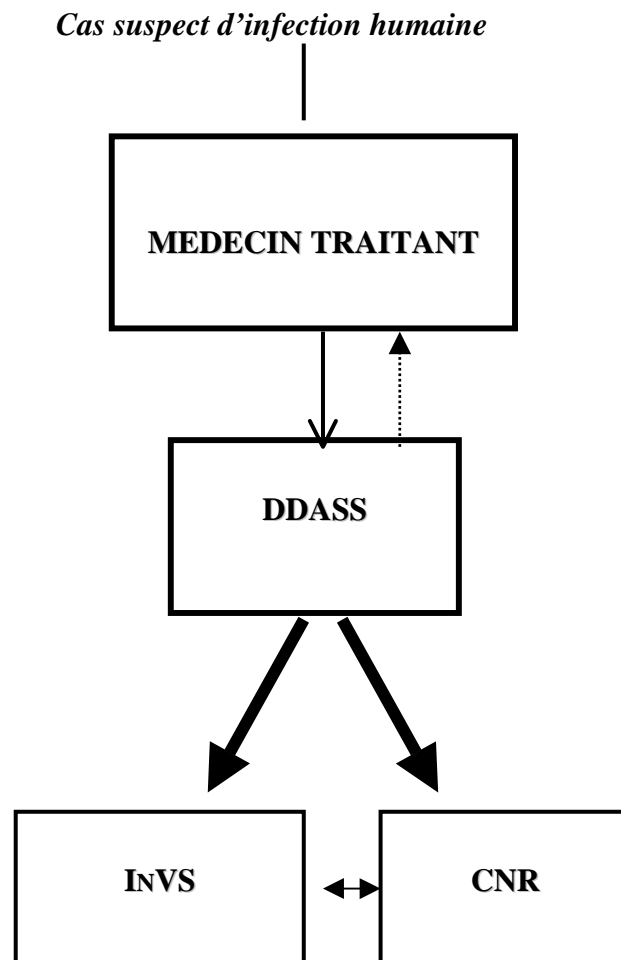 Cas suspect d’infection humaine
MEDECIN TRAITANT
DDASS
INVS
CNR